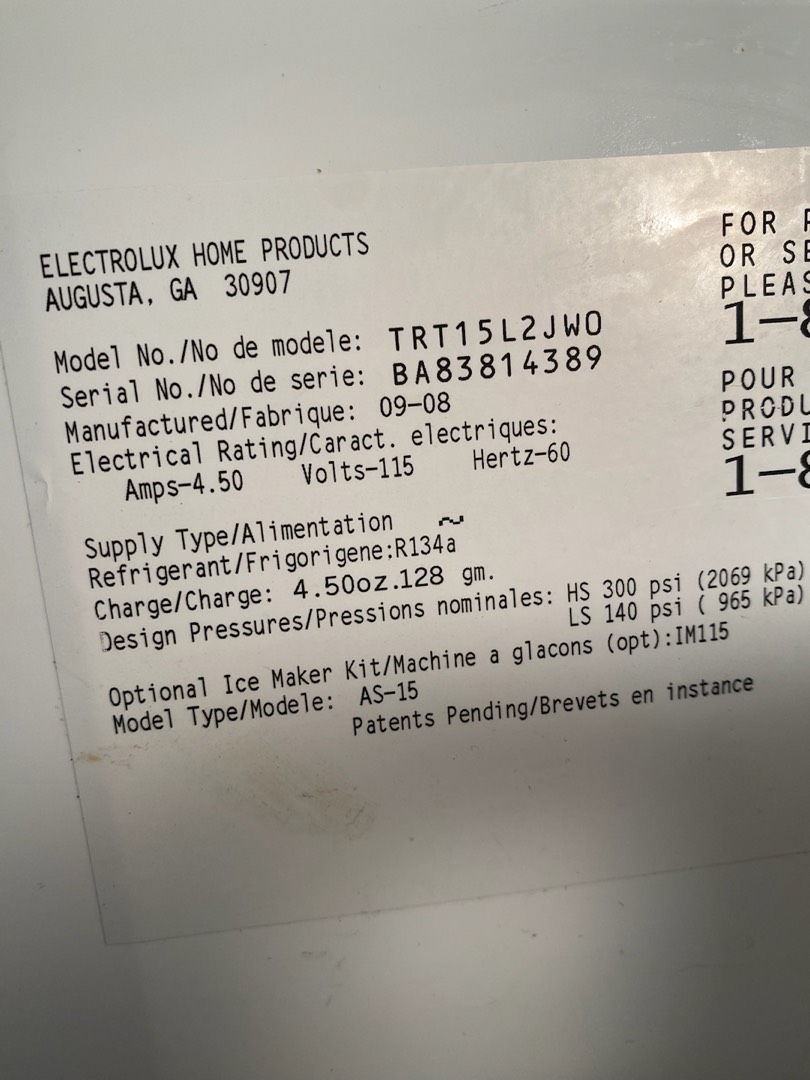 ELECTROLUX HOME PRODUCTS
AUGUSTA, GA 30907
Model No./No de modele: TRT15L2JW0
Serial No./No de serie: BA83814389
Manufactured/Fabrique: 09-08
Electrical Rating/Caract. electriques:
Amps-4.50 Volts-115 Hertz-60
Supply Type/Alimentation ~
Refrigerant/Frigorigene:R134a
Charge/Charge: 4.50oz.128 gm.
Design Pressures/Pressions nominales: HS 300 psi (2069 kPa)
LS 140 psi ( 965 kPa)
Optional Ice Maker Kit/Machine a glacons (opt):IM115
Model Type/Modele: AS-15
Patents Pending/Brevets en instance
FOR
OR
1-8
POUR
1-8